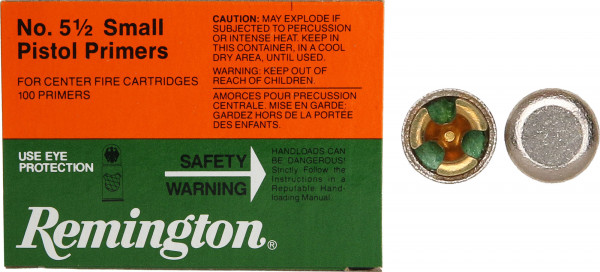 No. 5½ Small
Pistol Primers
FOR CENTER FIRE CARTRIDGES
100 PRIMERS
CAUTION: MAY EXPLODE IF
SUBJECTED TO PERCUSSION
OR INTENSE HEAT. KEEP IN
THIS CONTAINER, IN A COOL
DRY AREA, UNTIL USED.
WARNING: KEEP OUT OF
REACH OF CHILDREN.
AMORCES POUR PRECUSSION
CENTRALE. MISE EN GARDE;
GARDEZ HORS DE LA PORTÉE
DES ENFANTS.
USE EYE
PROTECTION
SAFETY
WARNING
HANDLOADS CAN
BE DANGEROUS!
Strictly Follow the
Instructions in a
Reputable Hand-
loading Manual.
Remington®